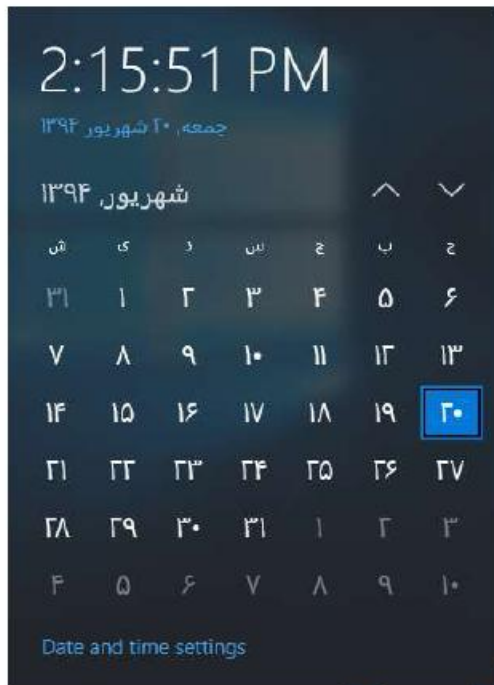 2:15:51 PM
جمعه, ۲۰ شهریور ۱۳۹۴
شهریور, ۱۳۹۴
ش ی د س چ پ ج
۳۱ ۱ ۲ ۳ ۴ ۵ ۶
۷ ۸ ۹ ۱۰ ۱۱ ۱۲ ۱۳
۱۴ ۱۵ ۱۶ ۱۷ ۱۸ ۱۹ ۲۰
۲۱ ۲۲ ۲۳ ۲۴ ۲۵ ۲۶ ۲۷
۲۸ ۲۹ ۳۰ ۳۱ ۱ ۲ ۳
۴ ۵ ۶ ۷ ۸ ۹ ۱۰
Date and time settings